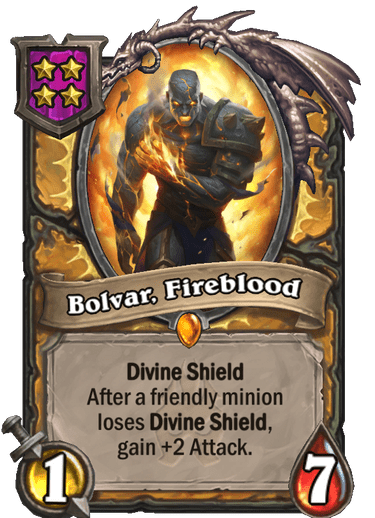 Bolvar, Fireblood
Divine Shield
After a friendly minion
loses Divine Shield,
gain +2 Attack.
1
7